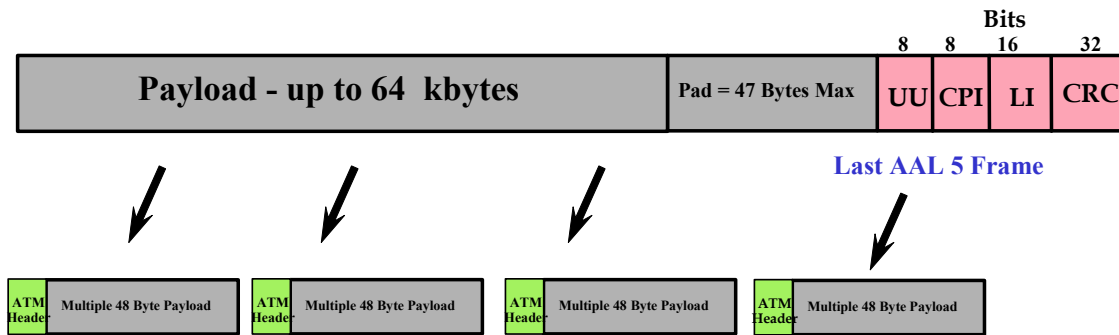 Bits
8 8 16 32
Payload - up to 64 kbytes Pad = 47 Bytes Max UU CPI LI CRC
Last AAL 5 Frame
ATM Header Multiple 48 Byte Payload
ATM Header Multiple 48 Byte Payload
ATM Header Multiple 48 Byte Payload
ATM Header Multiple 48 Byte Payload